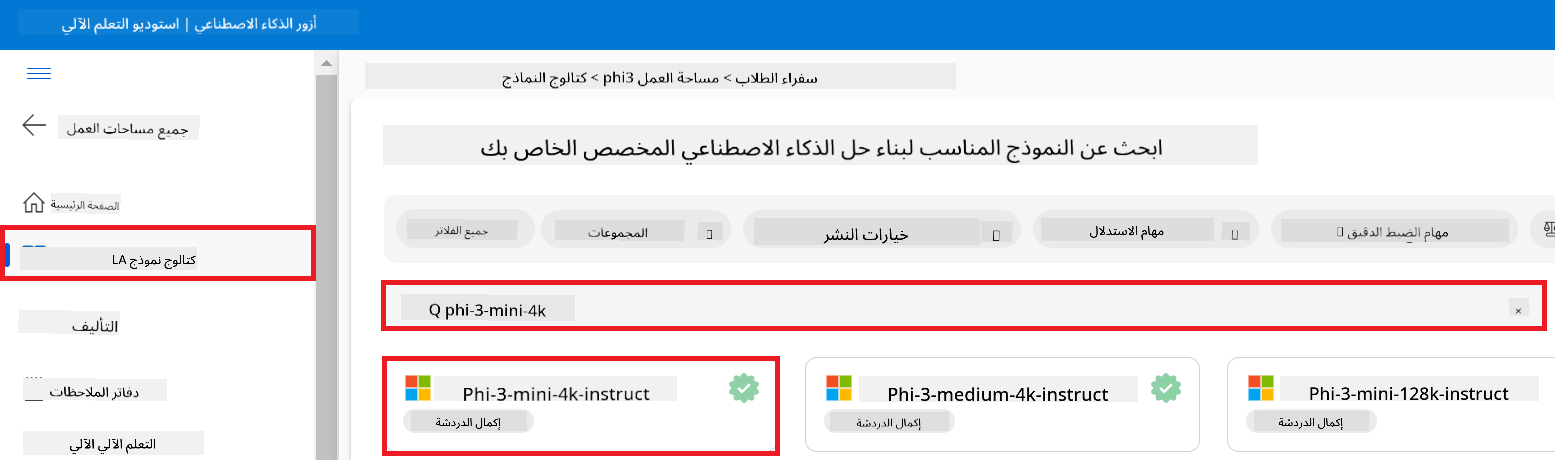 أزور الذكاء الاصطناعي | استوديو التعلم الآلي
سفراء الطلاب > مساحة العمل phi3 > كتالوج النماذج
جميع مساحات العمل
الصفحة الرئيسية
كتالوج نموذج LA
التأليف
دفاتر الملاحظات
التعلم الآلي الآلي
ابحث عن النموذج المناسب لبناء حل الذكاء الاصطناعي المخصص الخاص بك
جميع الفلاتر
المجموعات
خيارات النشر
مهام الاستدلال
مهام الضبط الدقيق
Q phi-3-mini-4k
×
Phi-3-mini-4k-instruct
إكمال الدردشة
Phi-3-medium-4k-instruct
إكمال الدردشة
Phi-3-mini-128k-instruct
إكمال الدردشة